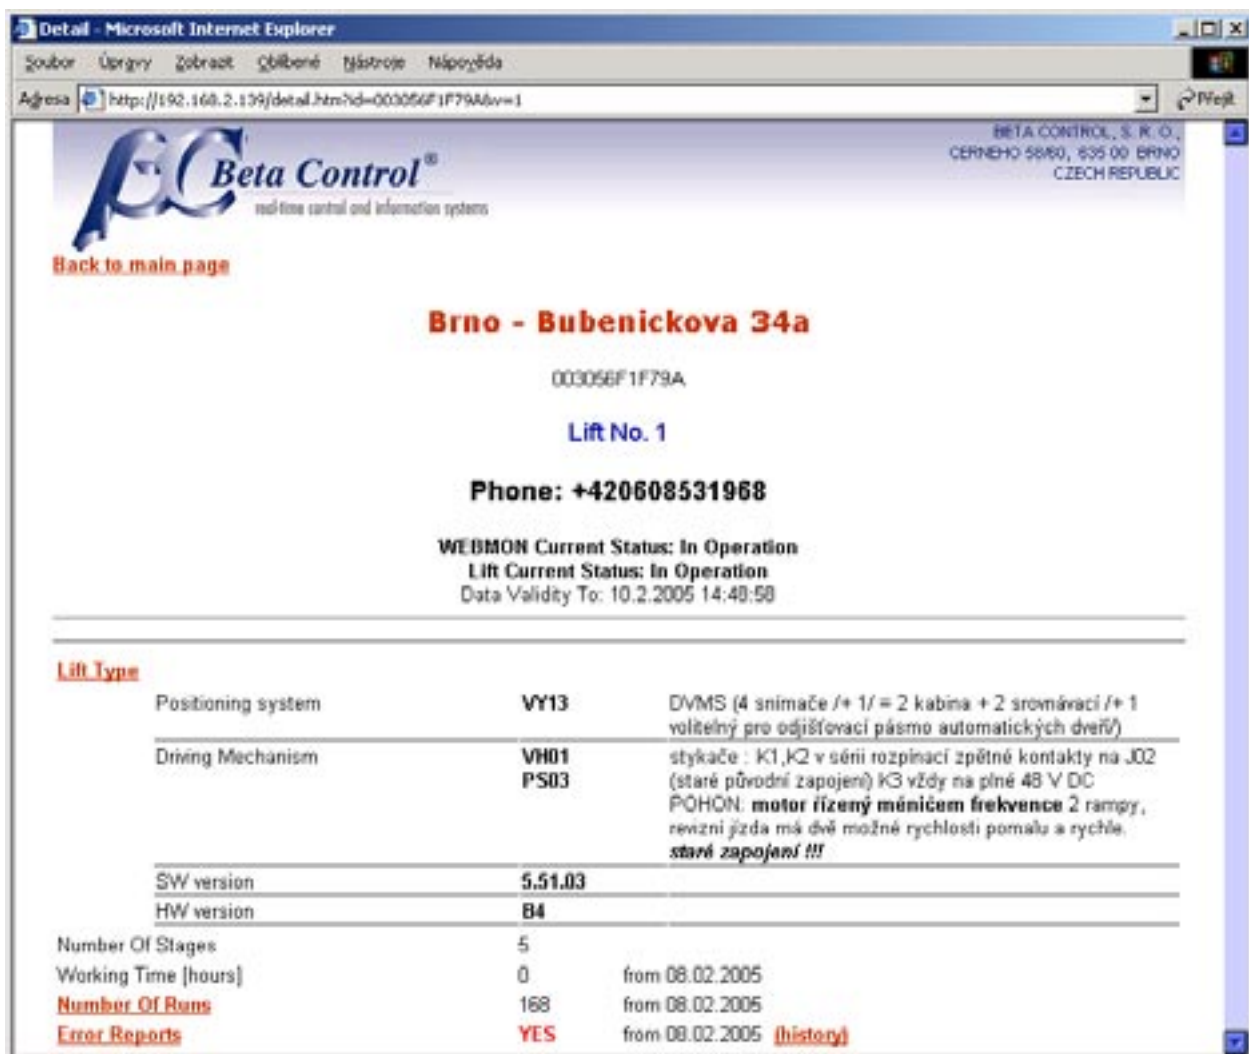 Detail - Microsoft Internet Explorer
Soubor Úpravy Zobrazit Oblíbené Nástroje Nápověda
Adresa http://192.168.2.139/detail.htm?id=003056F1F79A&v=1 Přejít
BETA CONTROL, S. R. O.,
CERNEHO 58/60, 635 00 BRNO
CZECH REPUBLIC
Beta Control®
real-time control and information systems
Back to main page
Brno - Bubenickova 34a
003056F1F79A
Lift No. 1
Phone: +420608531968
WEBMON Current Status: In Operation
Lift Current Status: In Operation
Data Validity To: 10.2.2005 14:48:58
Lift Type
Positioning system VY13 DVMS (4 snímače /+ 1/ = 2 kabina + 2 srovnávací /+ 1
volitelný pro odjišťovací pásmo automatických dveří/)
Driving Mechanism VH01 stykače : K1,K2 v sérii rozpínací zpětné kontakty na J02
PS03 (staré původní zapojení) K3 vždy na plné 48 V DC
POHON: motor řízený měničem frekvence 2 rampy,
revizní jízda má dvě možné rychlosti pomalu a rychle.
staré zapojení !!!
SW version 5.51.03
HW version B4
Number Of Stages 5
Working Time [hours] 0 from 08.02.2005
Number Of Runs 168 from 08.02.2005
Error Reports YES from 08.02.2005 (history)